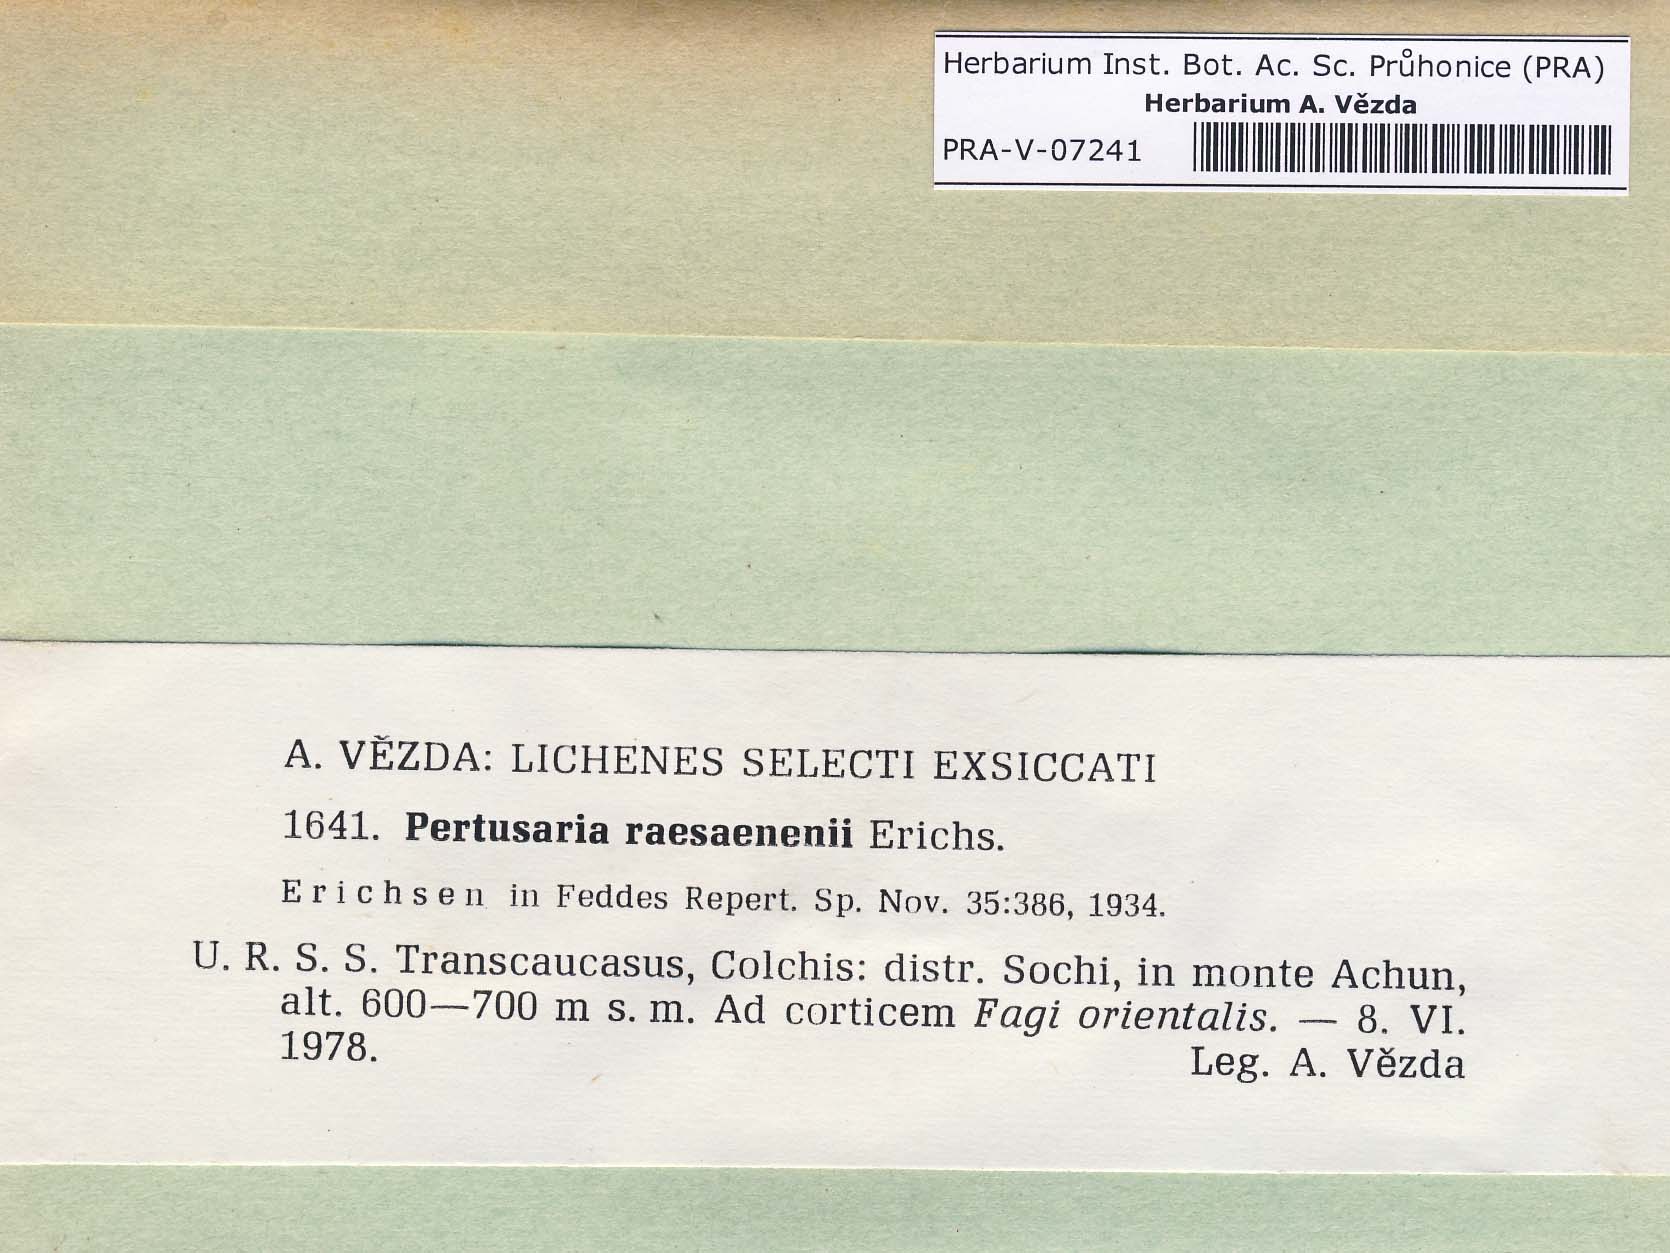 Herbarium Inst. Bot. Ac. Sc. Průhonice (PRA)
Herbarium A. Vězda
PRA-V-07241
A. VĚZDA: LICHENES SELECTI EXSICCATI
1641. Pertusaria raesaenenii Erichs.
Erichsen in Feddes Repert. Sp. Nov. 35:386, 1934.
U. R. S. S. Transcaucasus, Colchis: distr. Sochi, in monte Achun,
alt. 600—700 m s. m. Ad corticem Fagi orientalis. — 8. VI.
1978. Leg. A. Vězda